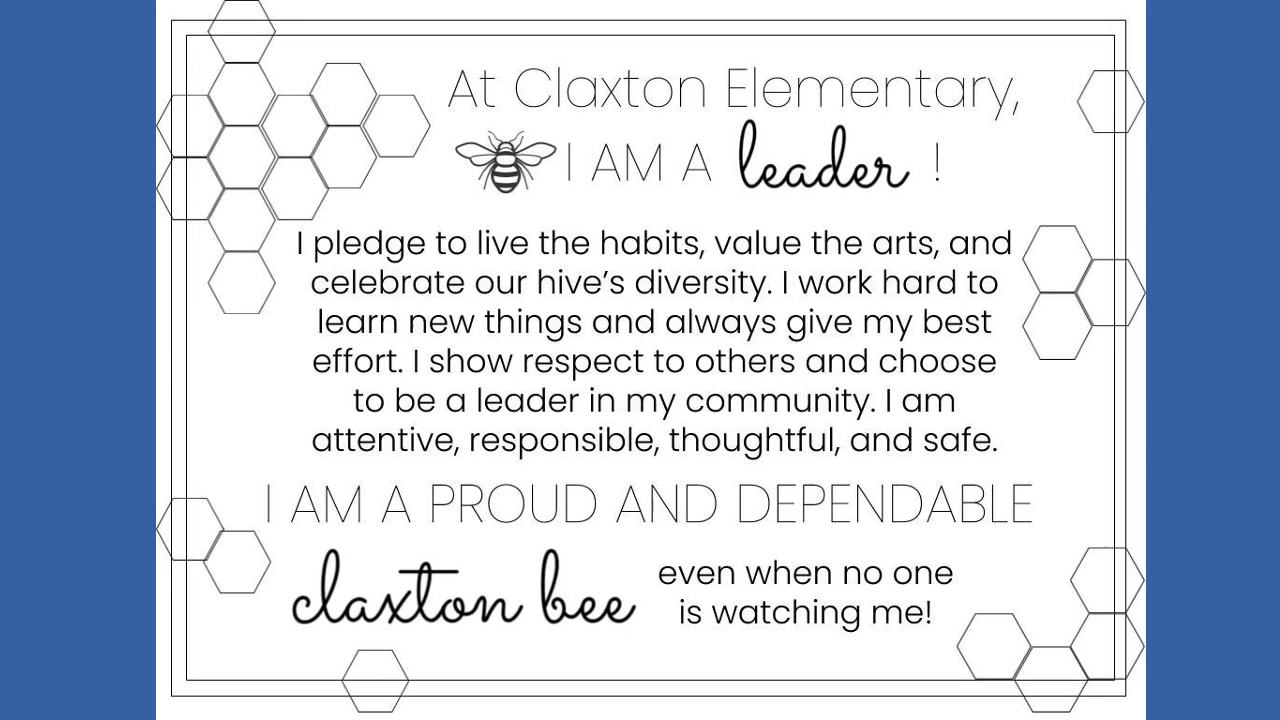 At Claxton Elementary,
I AM A leader !
I pledge to live the habits, value the arts, and
celebrate our hive’s diversity. I work hard to
learn new things and always give my best
effort. I show respect to others and choose
to be a leader in my community. I am
attentive, responsible, thoughtful, and safe.
I AM A PROUD AND DEPENDABLE
claxton bee
even when no one
is watching me!